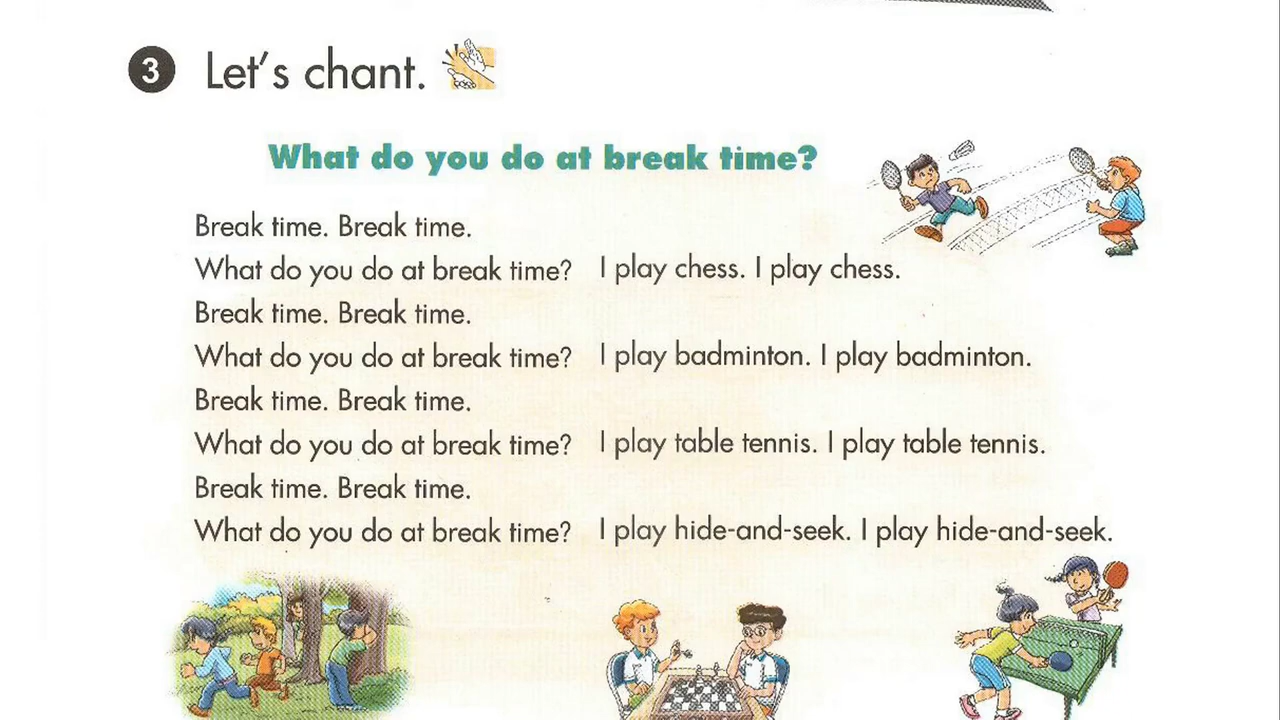 3 Let's chant.
What do you do at break time?
Break time. Break time.
What do you do at break time? I play chess. I play chess.
Break time. Break time.
What do you do at break time? I play badminton. I play badminton.
Break time. Break time.
What do you do at break time? I play table tennis. I play table tennis.
Break time. Break time.
What do you do at break time? I play hide-and-seek. I play hide-and-seek.